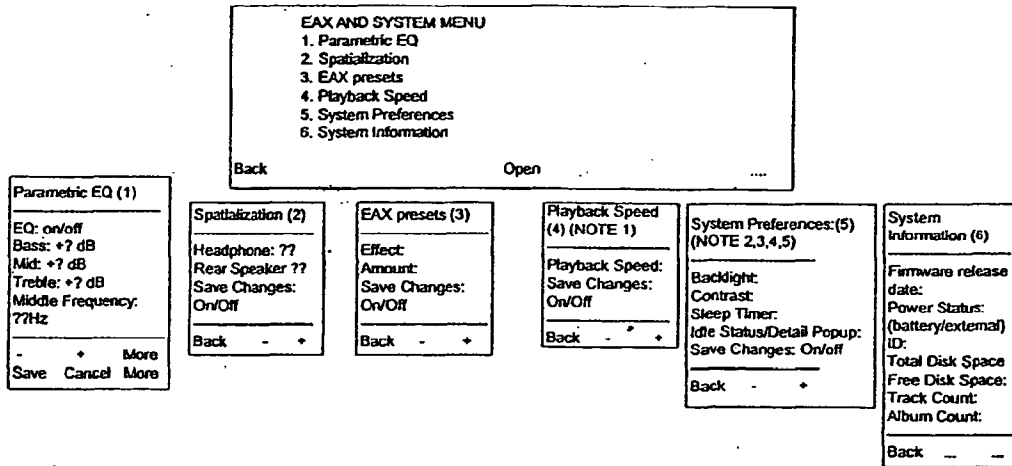 EAX AND SYSTEM MENU
1. Parametric EQ
2. Spatialization
3. EAX presets
4. Playback Speed
5. System Preferences
6. System Information
Back Open ....
Parametric EQ (1)
EQ: on/off
Bass: +? dB
Mid: +? dB
Treble: +? dB
Middle Frequency:
??Hz
- + More
Save Cancel More
Spatialization (2)
Headphone: ??
Rear Speaker ??
Save Changes:
On/Off
Back - +
EAX presets (3)
Effect:
Amount:
Save Changes:
On/Off
Back - +
Playback Speed
(4) (NOTE 1)
Playback Speed:
Save Changes:
On/Off
Back - +
System Preferences:(5)
(NOTE 2,3,4,5)
Backlight:
Contrast:
Sleep Timer:
Idle Status/Detail Popup:
Save Changes: On/off
Back - +
System
Information (6)
Firmware release
date:
Power Status:
(battery/external)
ID:
Total Disk Space
Free Disk Space:
Track Count:
Album Count:
Back ... ...